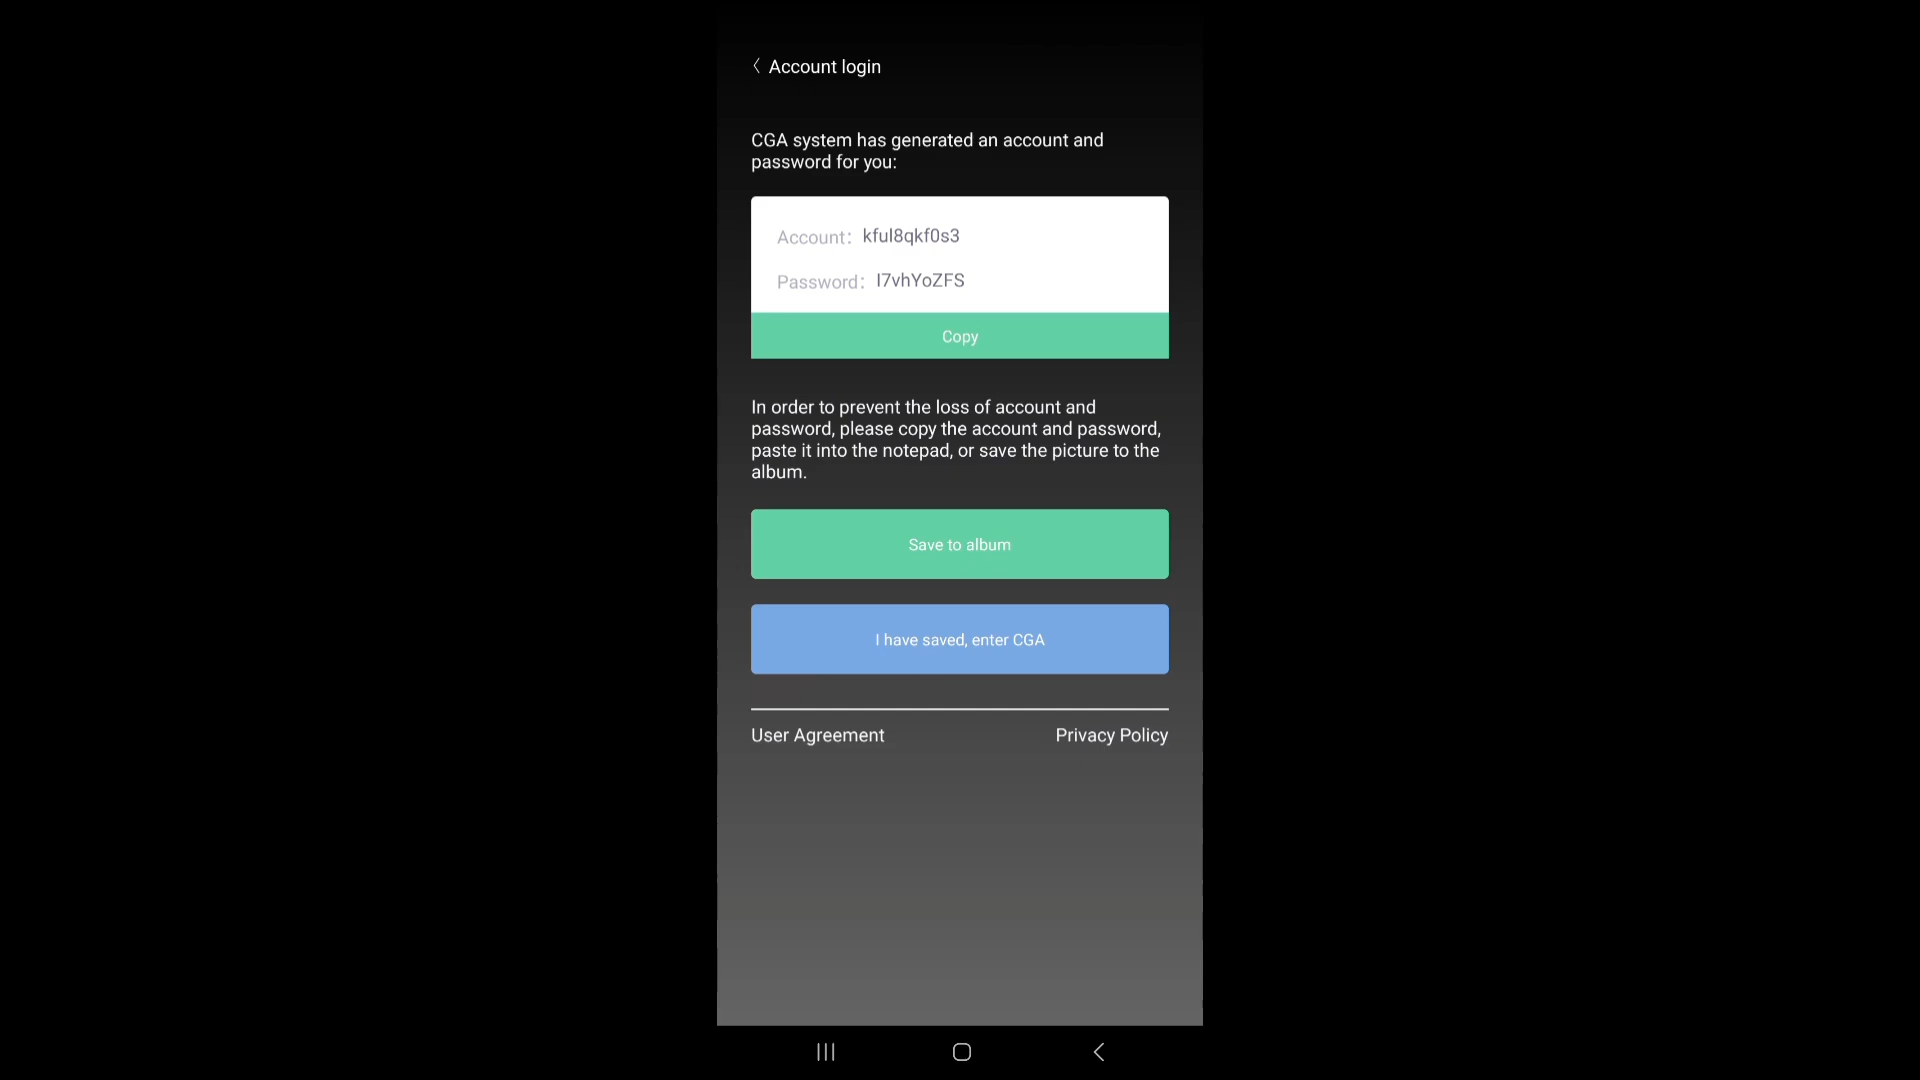 Account login
CGA system has generated an account and
password for you:
Account: kful8qkf0s3
Password: I7vhYoZFS
Copy
In order to prevent the loss of account and
password, please copy the account and password,
paste it into the notepad, or save the picture to the
album.
Save to album
I have saved, enter CGA
User Agreement
Privacy Policy